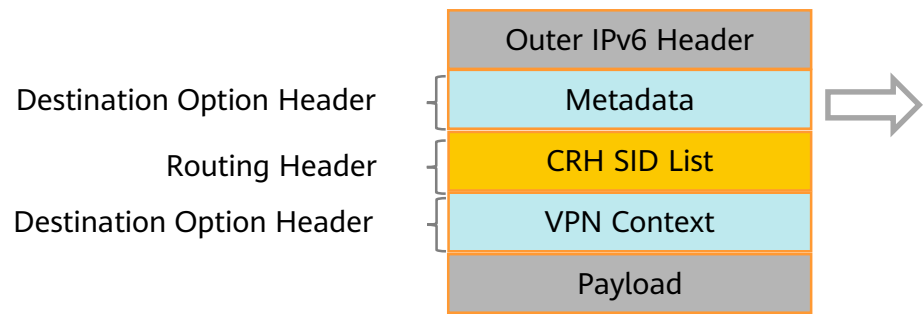 Outer IPv6 Header
Destination Option Header
Metadata
Routing Header
CRH SID List
Destination Option Header
VPN Context
Payload